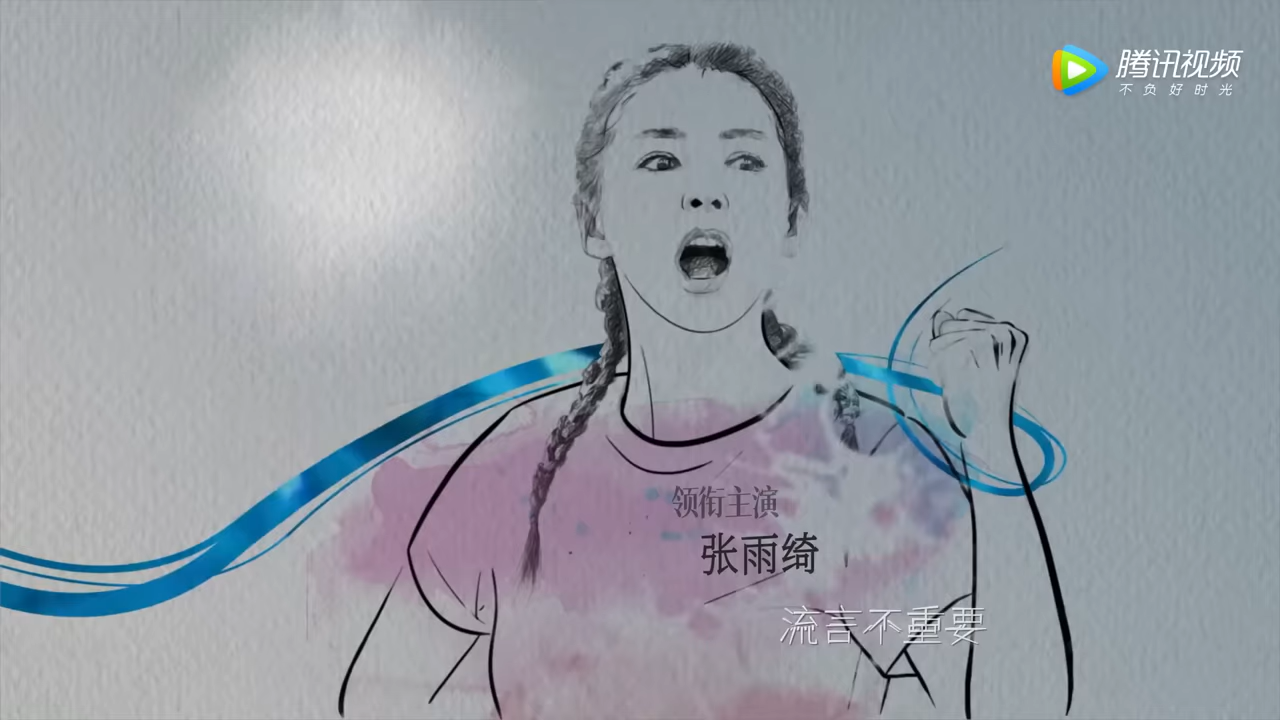 腾讯视频
不负好时光
领衔主演
张雨绮
流言不重要